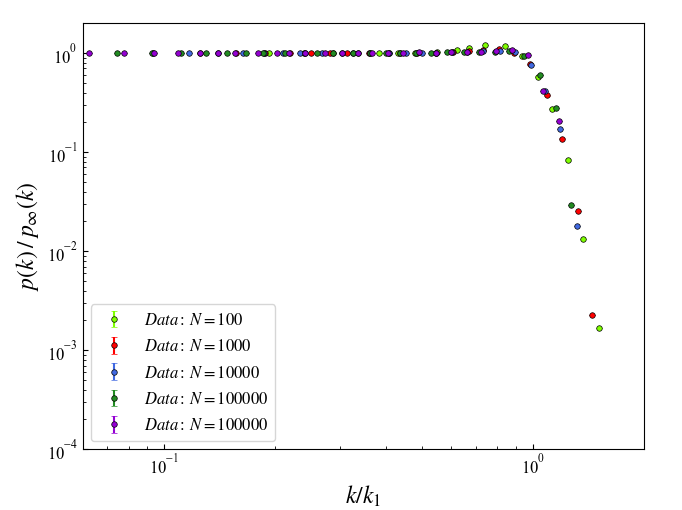 10^0
10^-1
10^-2
10^-3
10^-4
p(k)/p∞(k)
Data: N = 100
Data: N = 1000
Data: N = 10000
Data: N = 100000
Data: N = 100000
10^-1
10^0
k/k₁